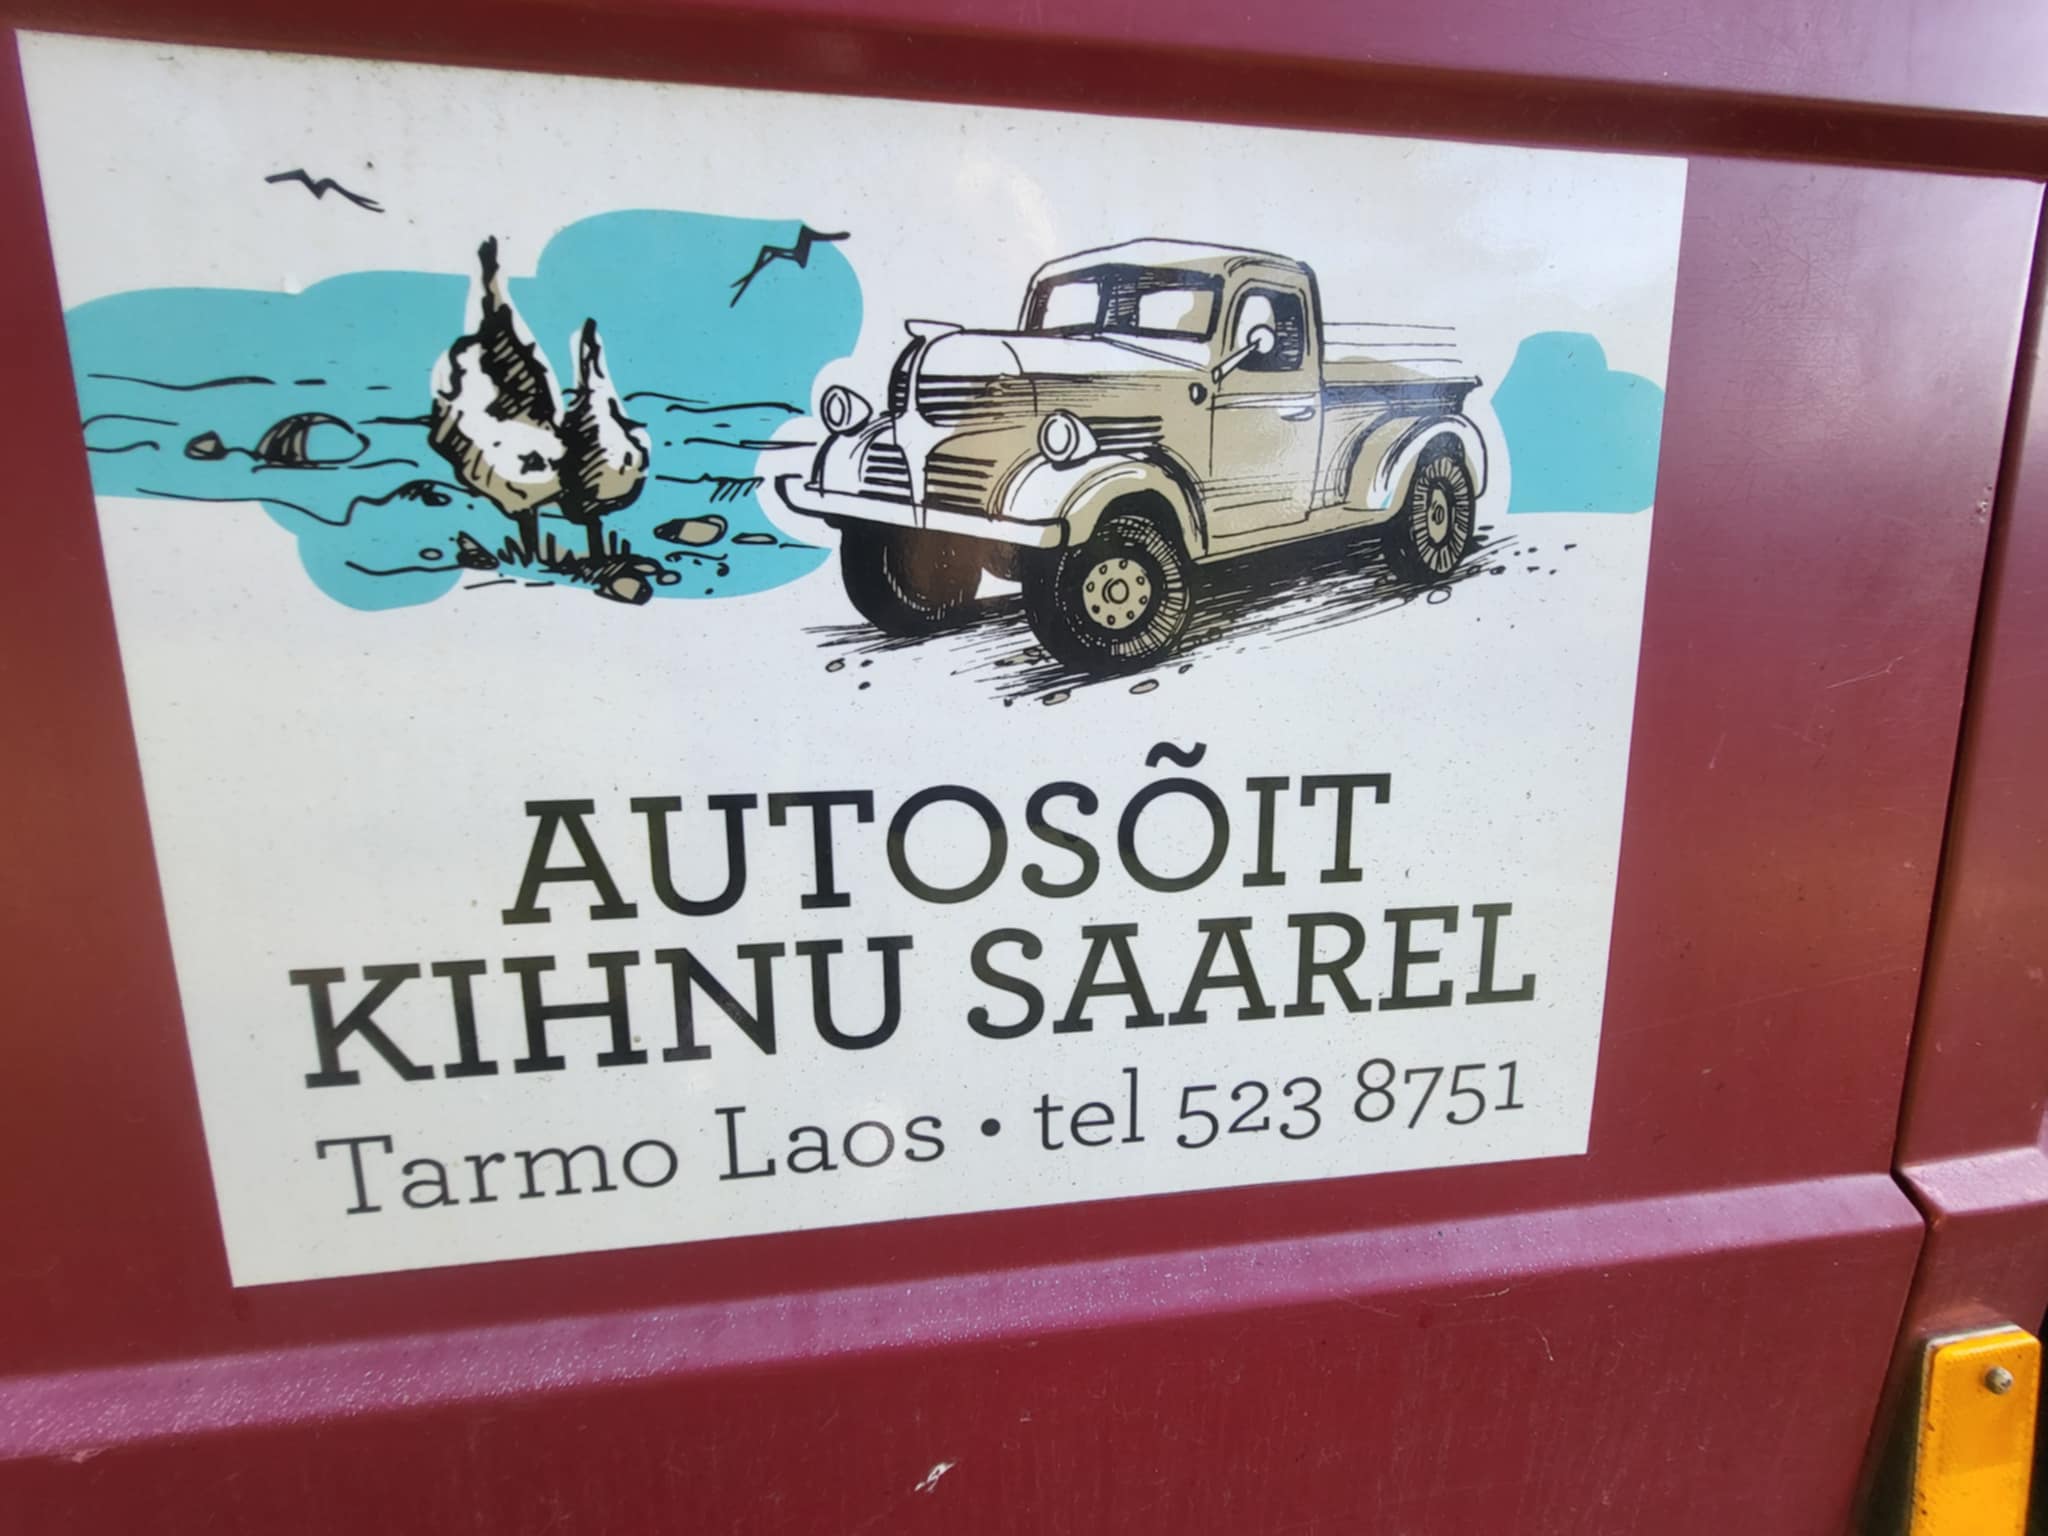 AUTOSÕIT
KIHNU SAAREL
Tarmo Laos • tel 523 8751